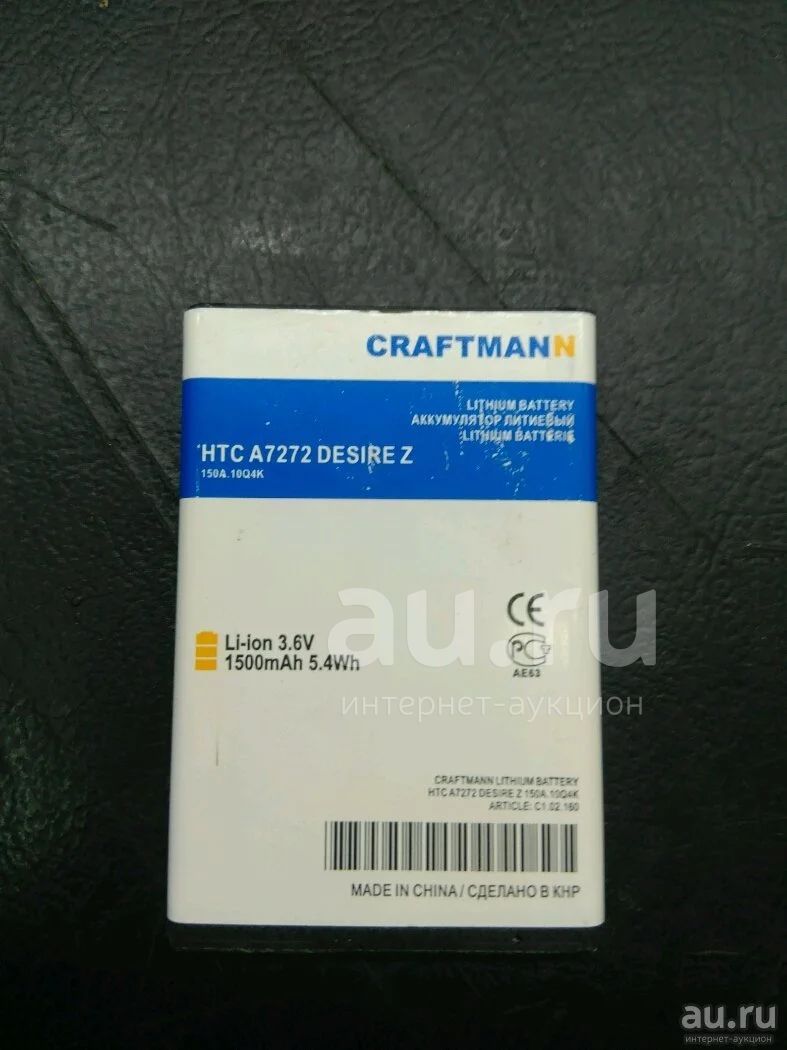 CRAFTMANN
LITHIUM BATTERY
АККУМУЛЯТОР ЛИТИЕВЫЙ
LITHIUM BATTERIE
HTC A7272 DESIRE Z
150A.10Q4K
Li-ion 3.6V
1500mAh 5.4Wh
CE
РСТ
AE63
au.ru
интернет-аукцион
CRAFTMANN LITHIUM BATTERY
HTC A7272 DESIRE Z 150A.10Q4K
ARTICLE: C1.02.160
MADE IN CHINA / СДЕЛАНО В КНР
au.ru
интернет-аукцион